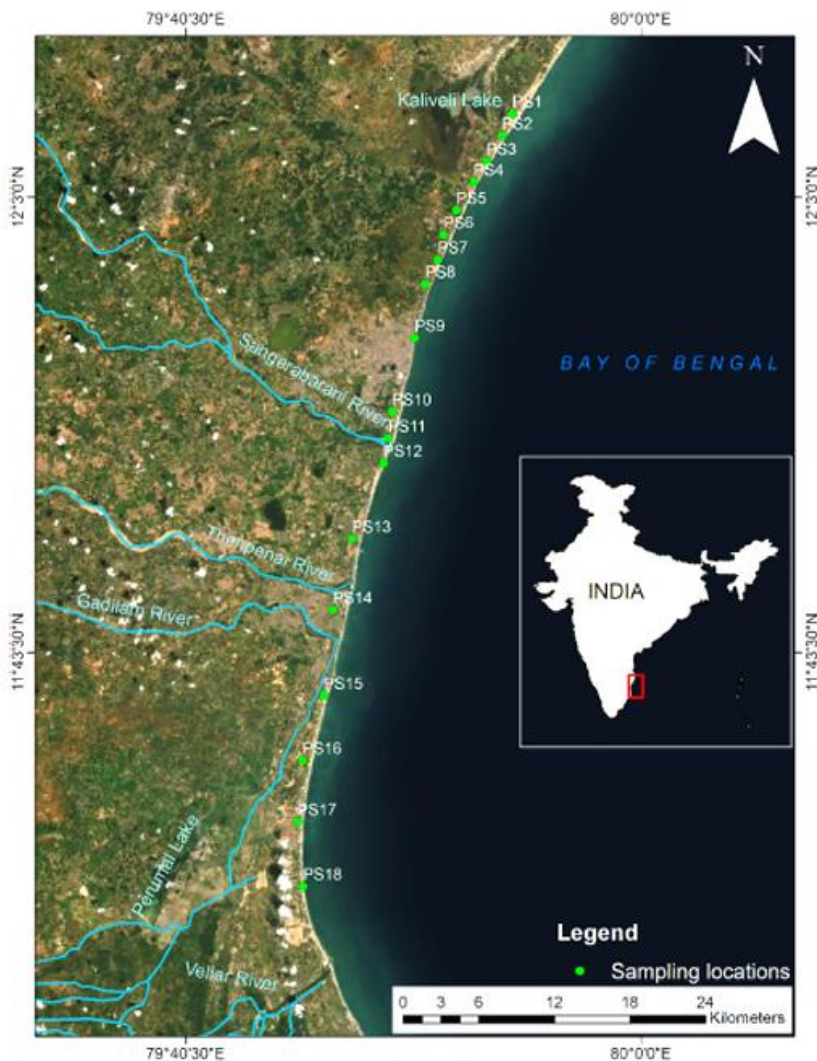 79°40'30"E
80°0'0"E
N
Kaliveli Lake
PS1
PS2
PS3
PS4
12°3'0"N
12°3'0"N
PS5
PS6
PS7
PS8
PS9
Sangarabarani River
BAY OF BENGAL
PS10
PS11
PS12
PS13
Thenpenai River
INDIA
Gadilam River
PS14
11°43'30"N
11°43'30"N
PS15
PS16
PS17
Perumal Lake
PS18
Legend
Sampling locations
Vellar River
0 3 6 12 18 24
Kilometers
79°40'30"E
80°0'0"E